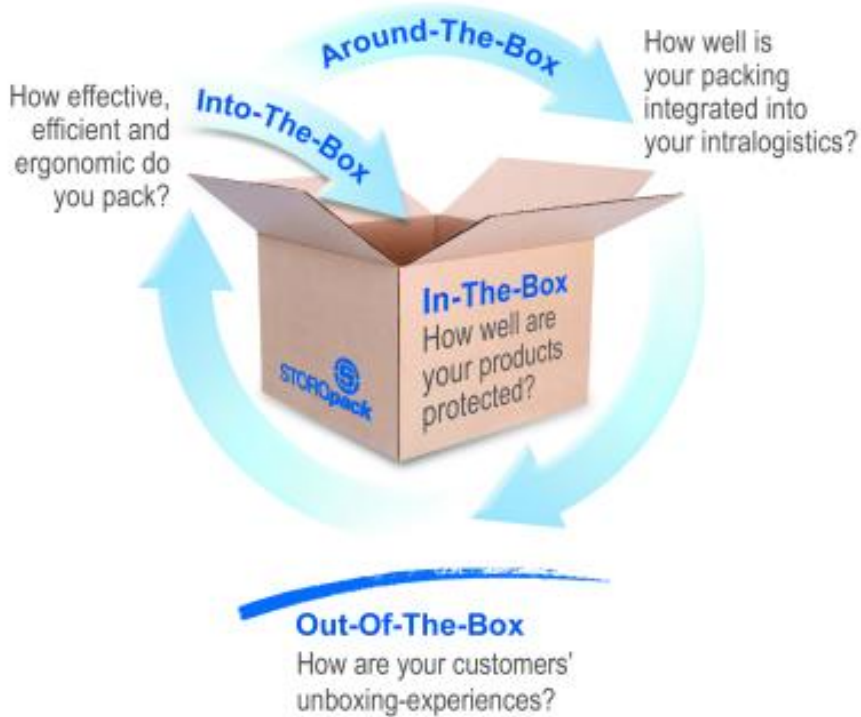 Around-The-Box
How well is
your packing
integrated into
your intralogistics?
Into-The-Box
How effective,
efficient and
ergonomic do
you pack?
In-The-Box
How well are
your products
protected?
STOROpack
Out-Of-The-Box
How are your customers'
unboxing-experiences?